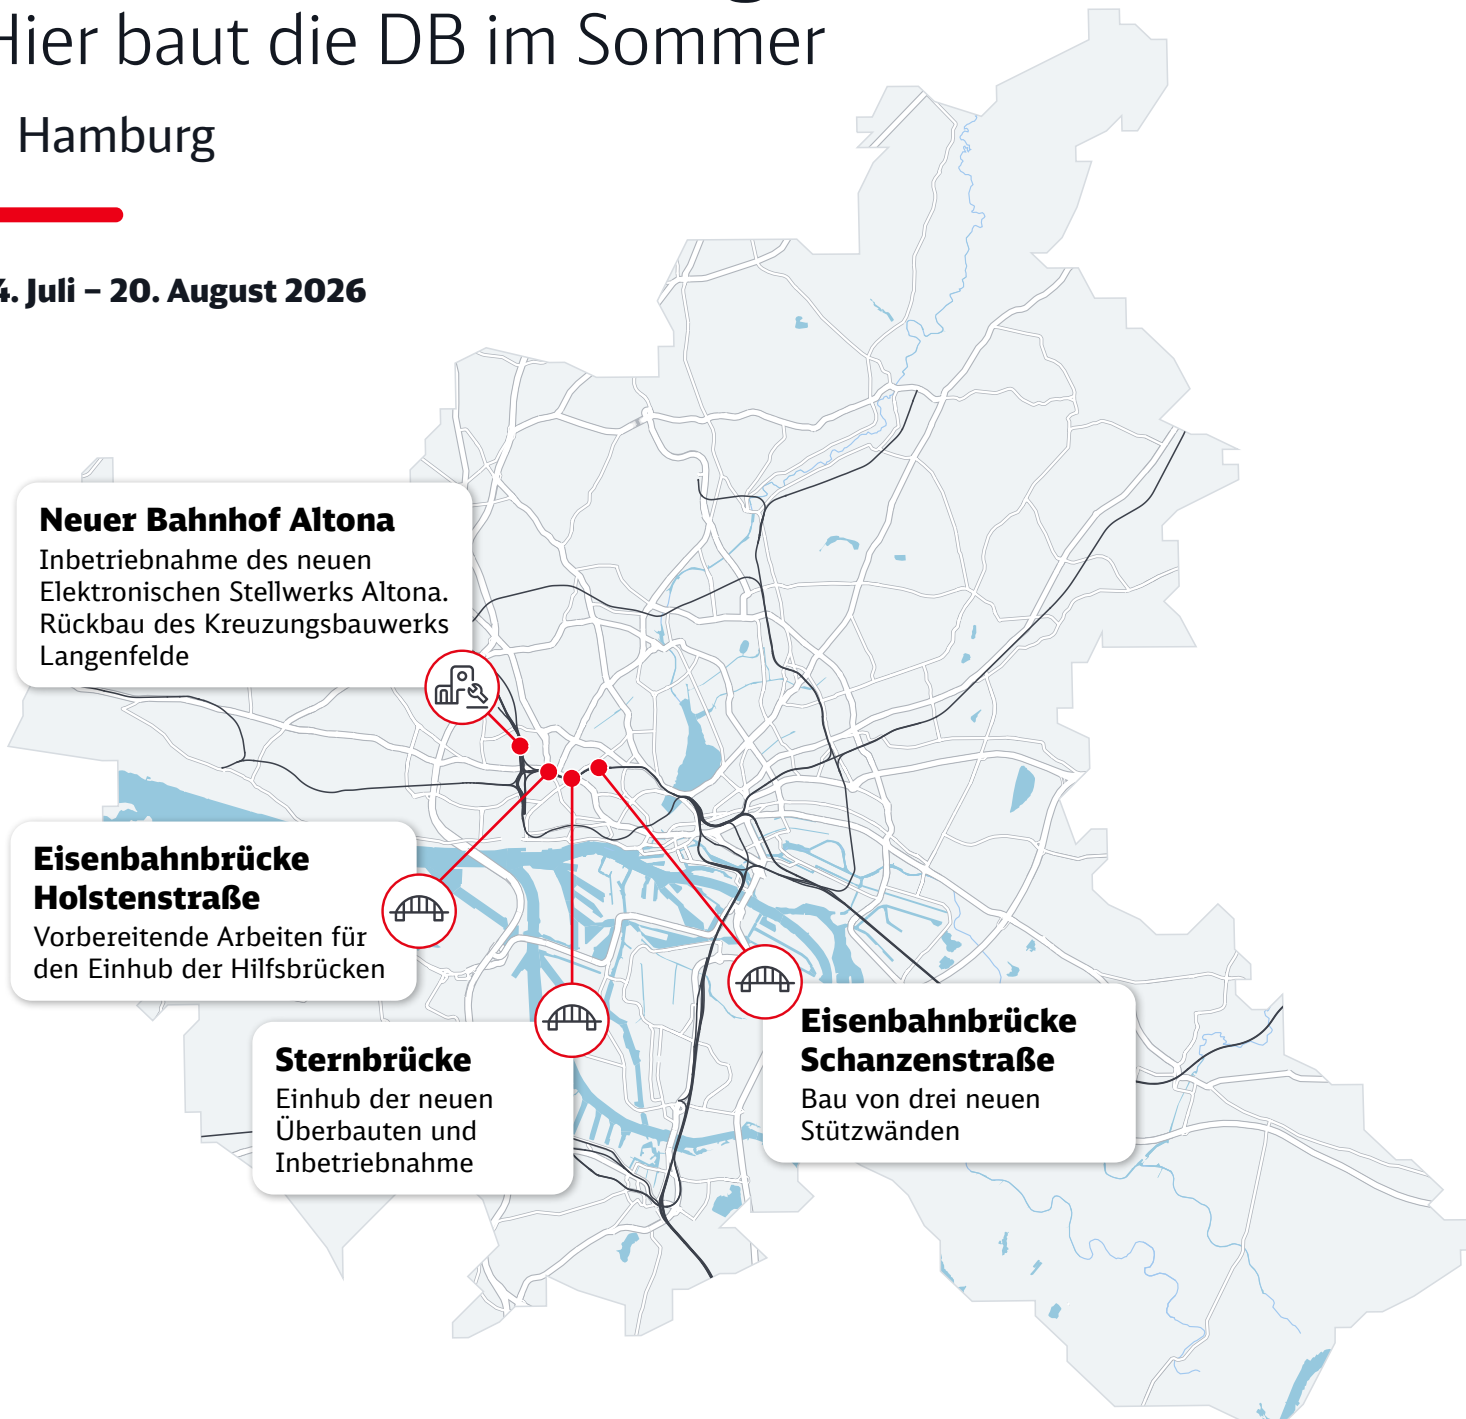 Hier baut die DB im Sommer
Hamburg
4. Juli – 20. August 2026
Neuer Bahnhof Altona
Inbetriebnahme des neuen
Elektronischen Stellwerks Altona.
Rückbau des Kreuzungsbauwerks
Langenfelde
Eisenbahnbrücke
Holstenstraße
Vorbereitende Arbeiten für
den Einhub der Hilfsbrücken
Sternbrücke
Einhub der neuen
Überbauten und
Inbetriebnahme
Eisenbahnbrücke
Schanzenstraße
Bau von drei neuen
Stützwänden